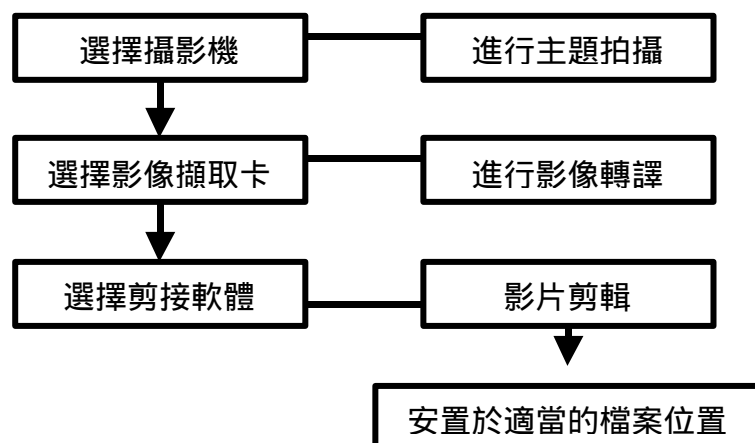 選擇攝影機
進行主題拍攝
選擇影像擷取卡
進行影像轉譯
選擇剪接軟體
影片剪輯
安置於適當的檔案位置